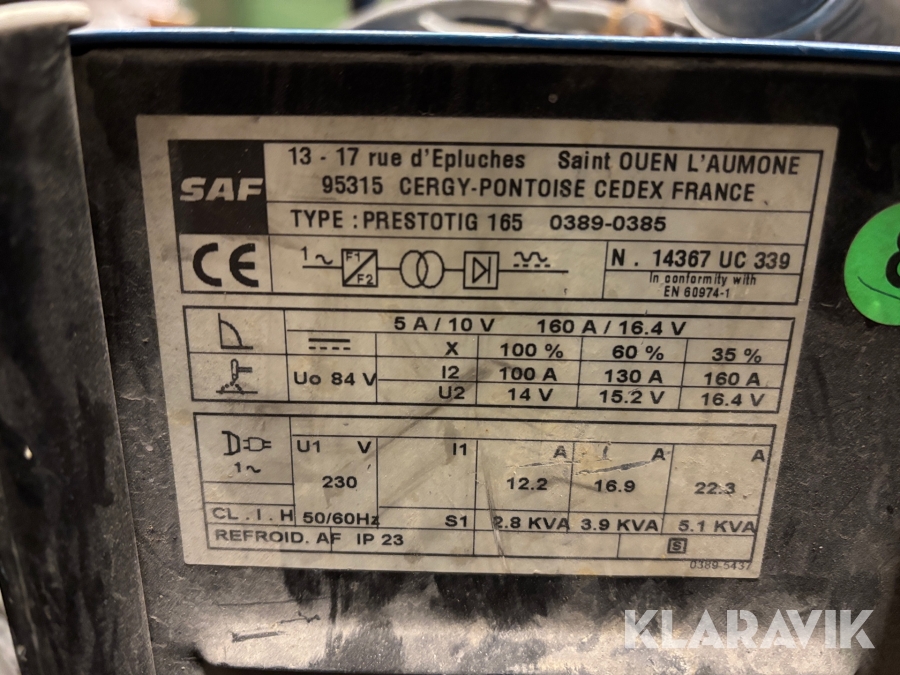 SAF
13 - 17 rue d'Epluches Saint OUEN L'AUMONE
95315 CERGY-PONTOISE CEDEX FRANCE
TYPE : PRESTOTIG 165 0389-0385
CE
1~ F1 F2
N . 14367 UC 339
In conformity with
EN 60974-1
5 A / 10 V 160 A / 16.4 V
X 100 % 60 % 35 %
Uo 84 V I2 100 A 130 A 160 A
U2 14 V 15.2 V 16.4 V
1~ U1 V I1 A A A
230 12.2 16.9 22.3
CL . I . H 50/60Hz S1 2.8 KVA 3.9 KVA 5.1 KVA
REFROID. AF IP 23 S
0389-5437
KLARAVIK